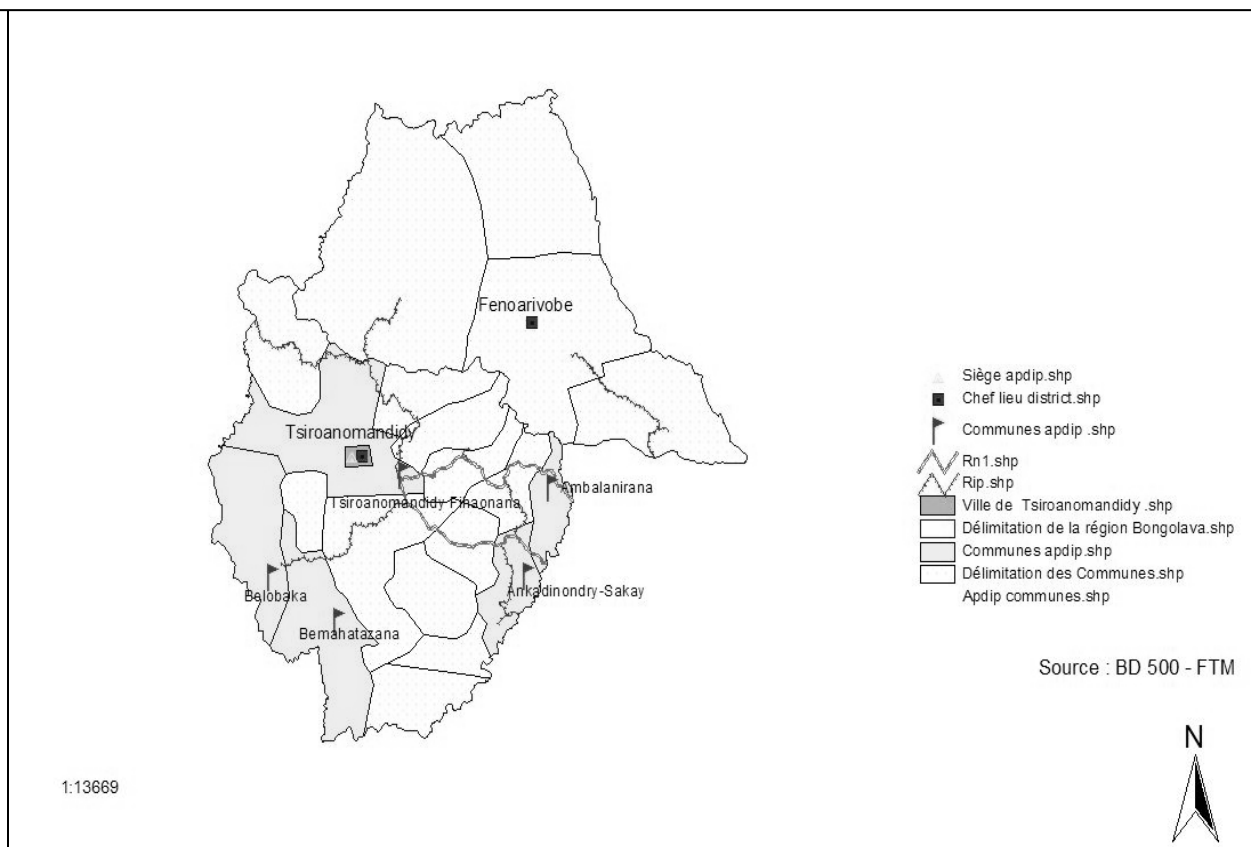 Fenoarivobe
Tsiroanomandidy
Tsiroanomandidy Fihaonana
Ambalanirana
Belobaka
Ankadinondry-Sakay
Bemahatazana
Siège apdip.shp
Chef lieu district.shp
Communes apdip .shp
Rn1.shp
Rip.shp
Ville de Tsiroanomandidy .shp
Délimitation de la région Bongolava.shp
Communes apdip.shp
Délimitation des Communes.shp
Apdip communes.shp
Source : BD 500 - FTM
N
1:13669